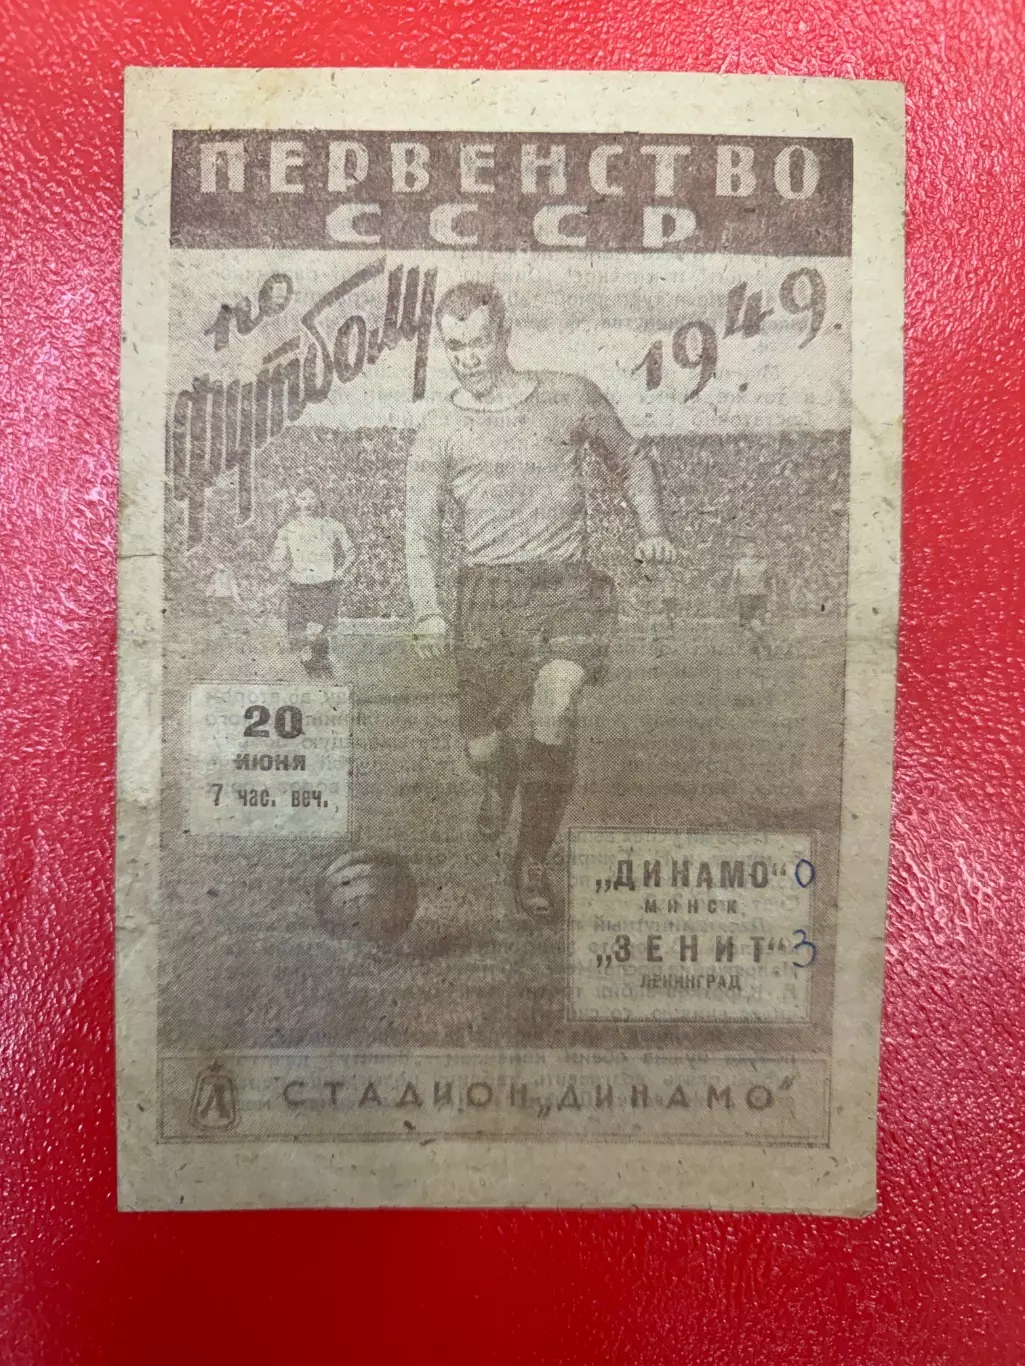 ПЕРВЕНСТВО
СССР
по
футболу
1949.
20
ИЮНЯ
7 час. веч.
„ДИНАМО“ 0
МИНСК
„ЗЕНИТ“ 3
ЛЕНИНГРАД
Л СТАДИОН „ДИНАМО“